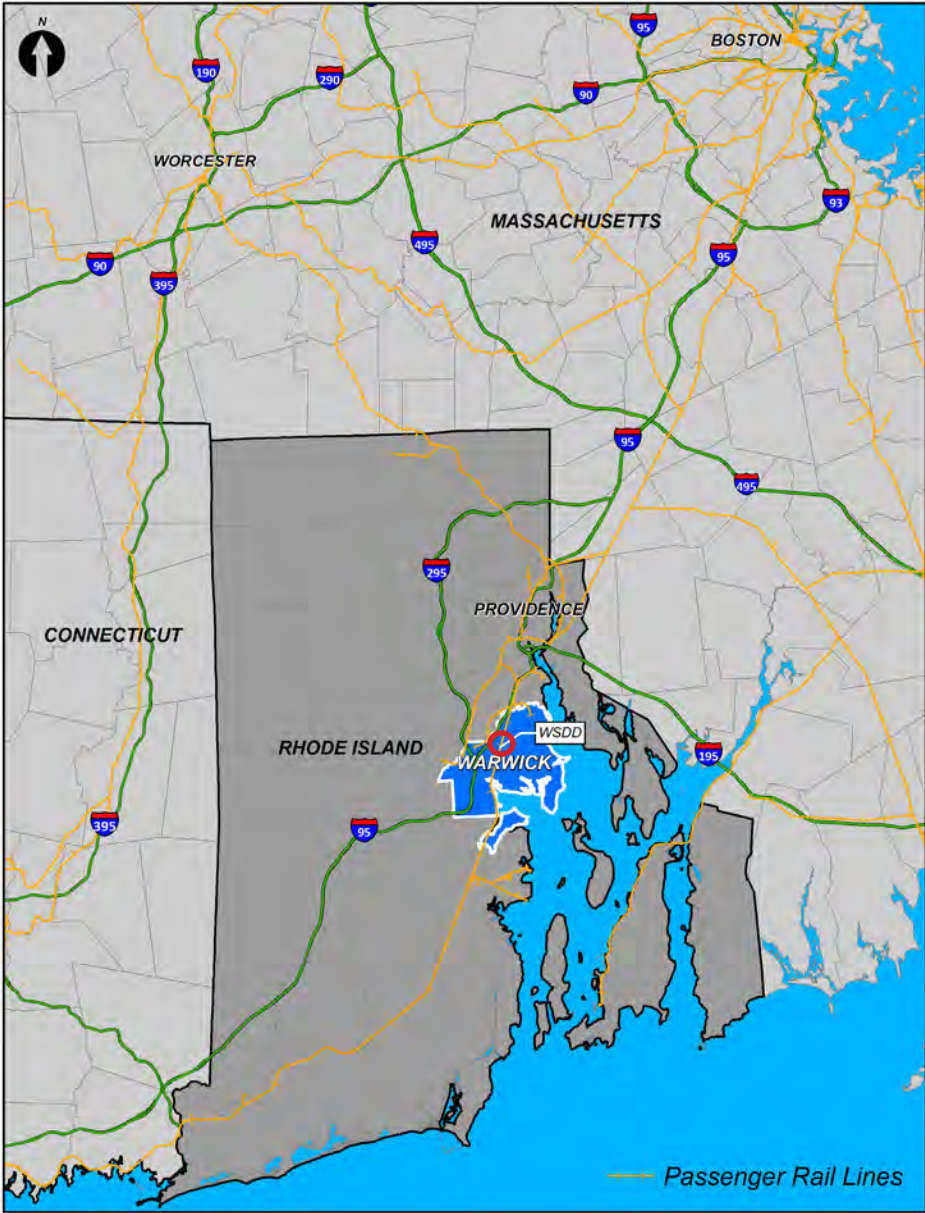 N
95
BOSTON
190
290
90
WORCESTER
93
MASSACHUSETTS
495
95
90
395
95
495
295
PROVIDENCE
CONNECTICUT
WSDD
RHODE ISLAND
195
WARWICK
395
95
Passenger Rail Lines